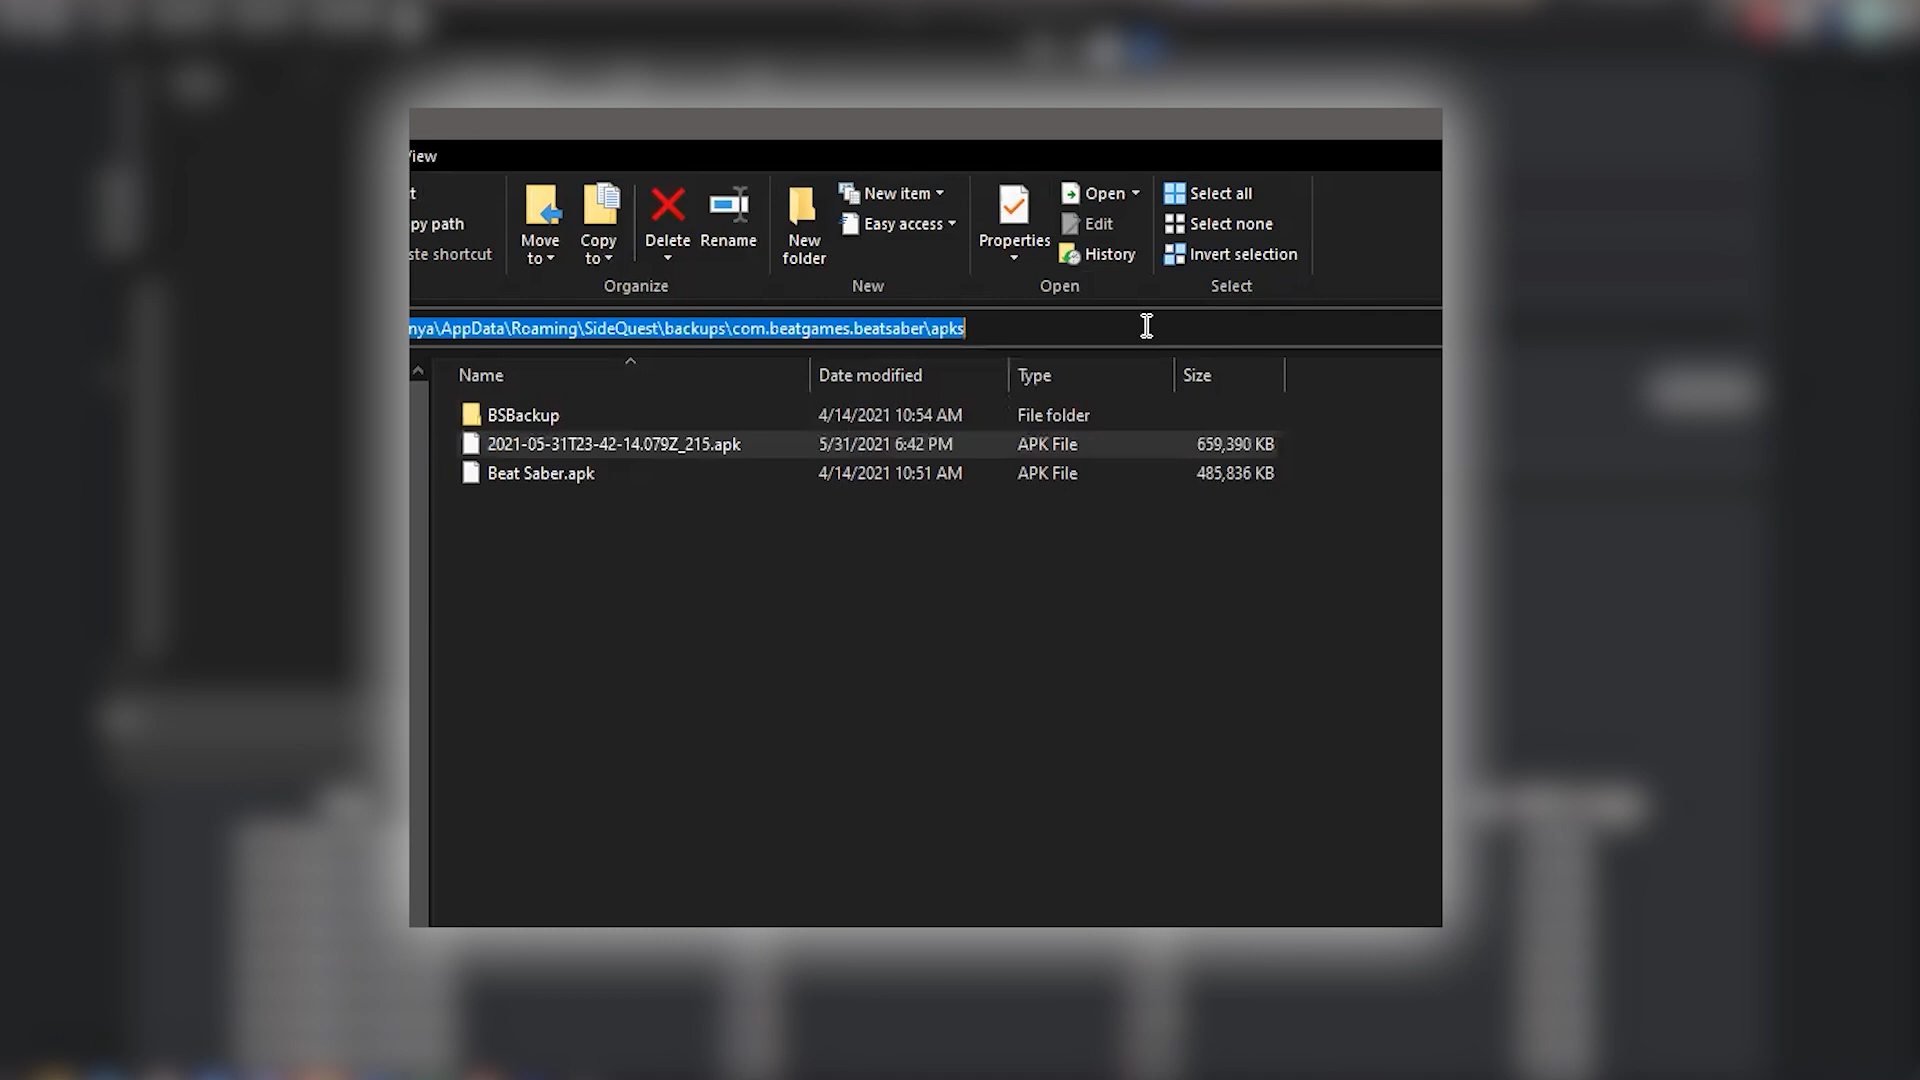 View
t
py path
ste shortcut
Move to
Copy to
Delete
Rename
Organize
New folder
New item
Easy access
New
Properties
Open
Edit
History
Open
Select all
Select none
Invert selection
Select
nya\AppData\Roaming\SideQuest\backups\com.beatgames.beatsaber\apks
Name Date modified Type Size
BSBackup 4/14/2021 10:54 AM File folder
2021-05-31T23-42-14.079Z_215.apk 5/31/2021 6:42 PM APK File 659,390 KB
Beat Saber.apk 4/14/2021 10:51 AM APK File 485,836 KB